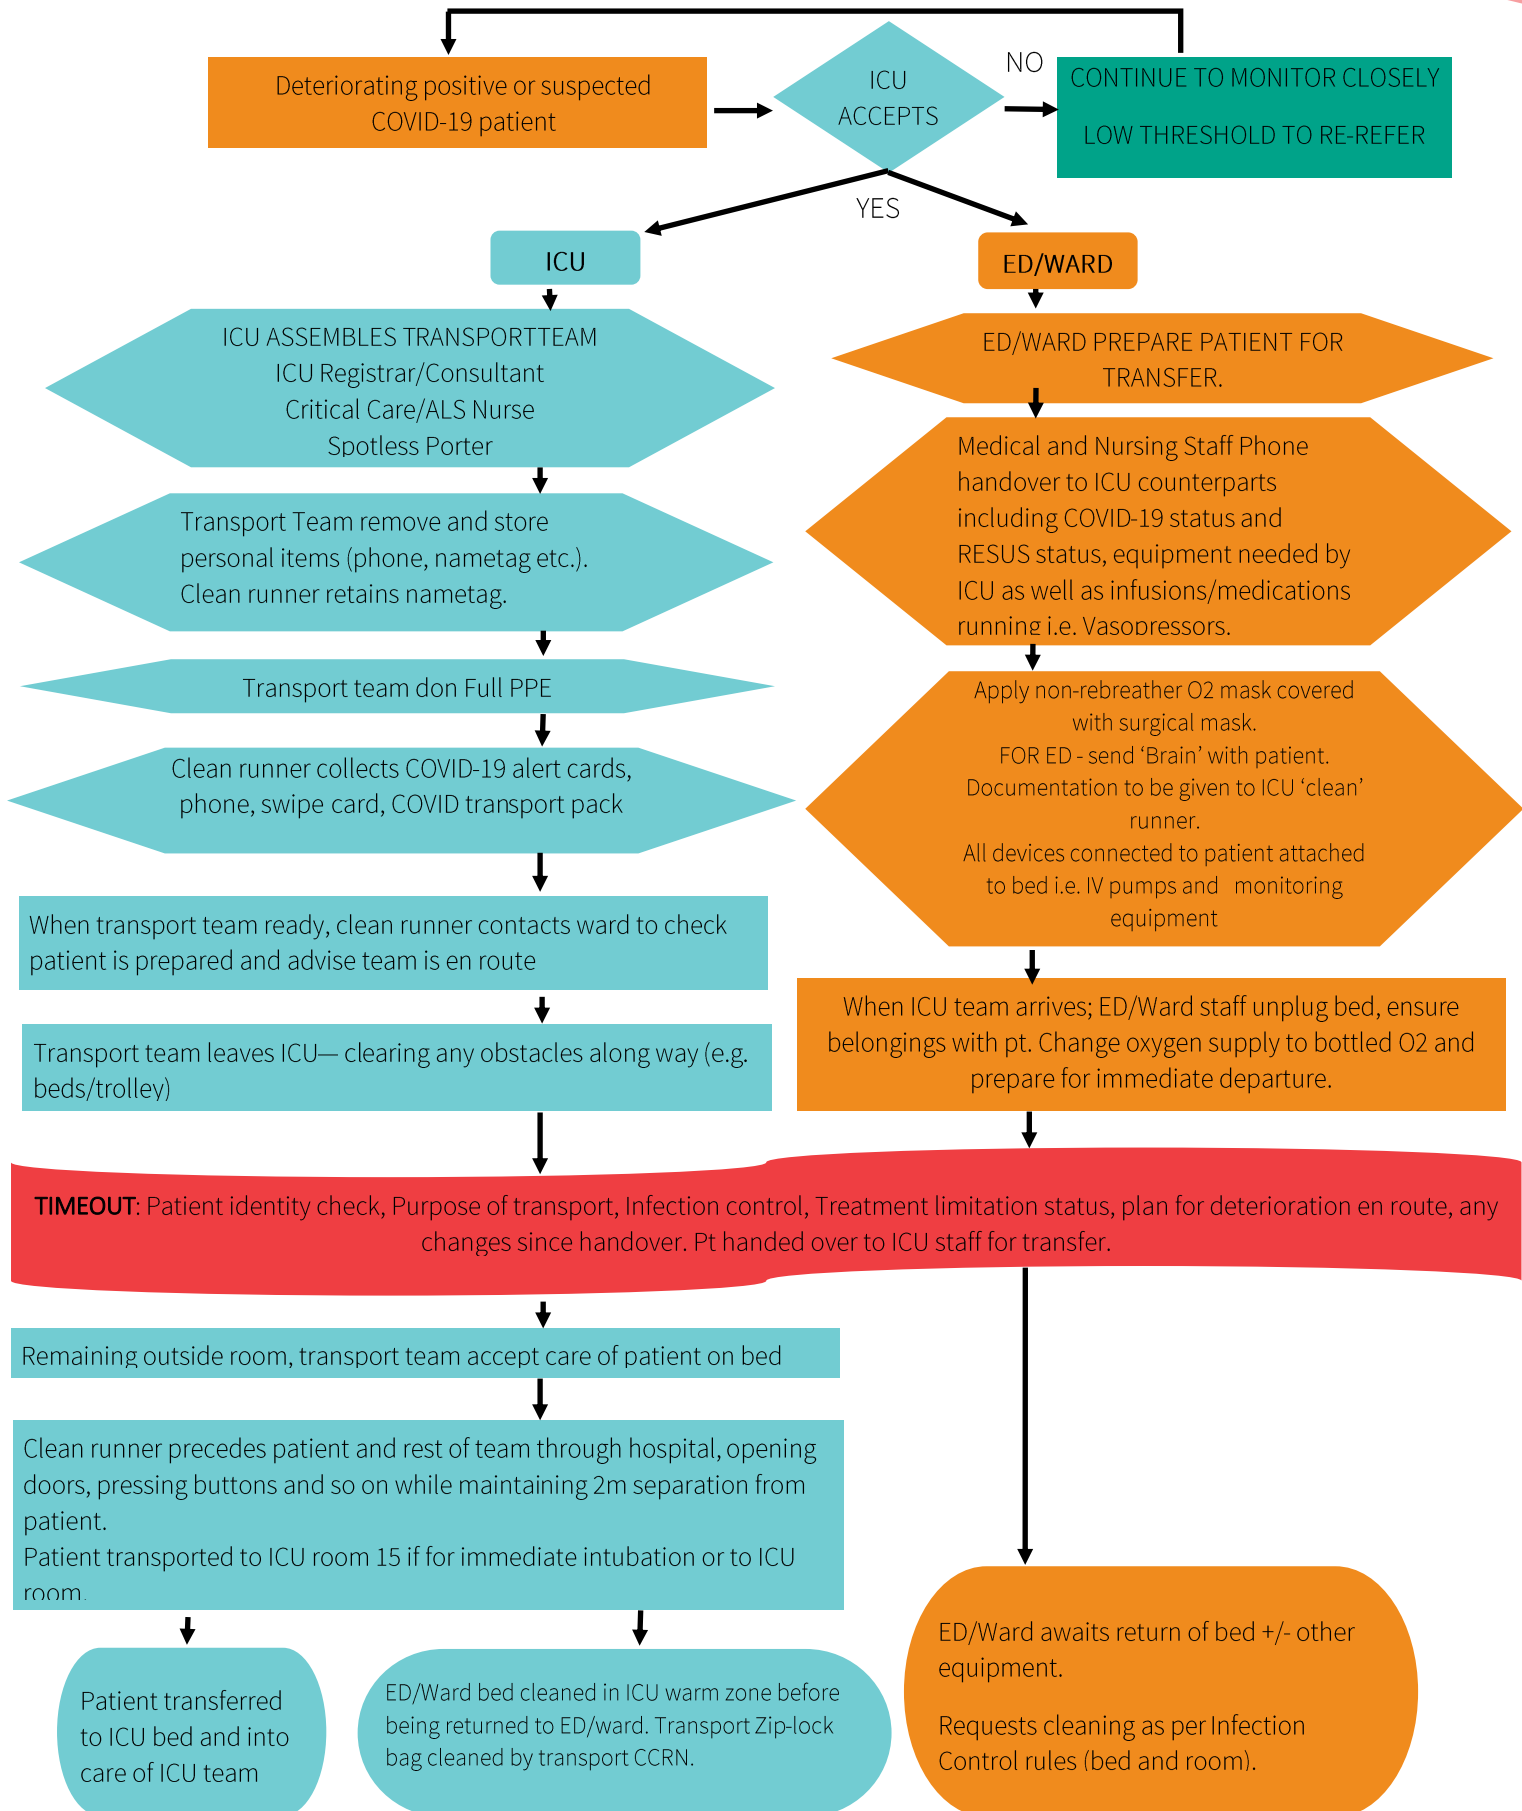 Deteriorating positive or suspected
COVID-19 patient
ICU
ACCEPTS
NO
CONTINUE TO MONITOR CLOSELY
LOW THRESHOLD TO RE-REFER
YES
ICU
ED/WARD
ICU ASSEMBLES TRANSPORTTEAM
ICU Registrar/Consultant
Critical Care/ALS Nurse
Spotless Porter
Transport Team remove and store
personal items (phone, nametag etc.).
Clean runner retains nametag.
Transport team don Full PPE
Clean runner collects COVID-19 alert cards,
phone, swipe card, COVID transport pack
When transport team ready, clean runner contacts ward to check
patient is prepared and advise team is en route
Transport team leaves ICU— clearing any obstacles along way (e.g.
beds/trolley)
ED/WARD PREPARE PATIENT FOR
TRANSFER.
Medical and Nursing Staff Phone
handover to ICU counterparts
including COVID-19 status and
RESUS status, equipment needed by
ICU as well as infusions/medications
running i.e. Vasopressors.
Apply non-rebreather O2 mask covered
with surgical mask.
FOR ED - send ‘Brain’ with patient.
Documentation to be given to ICU ‘clean’
runner.
All devices connected to patient attached
to bed i.e. IV pumps and monitoring
equipment
When ICU team arrives; ED/Ward staff unplug bed, ensure
belongings with pt. Change oxygen supply to bottled O2 and
prepare for immediate departure.
TIMEOUT: Patient identity check, Purpose of transport, Infection control, Treatment limitation status, plan for deterioration en route, any
changes since handover. Pt handed over to ICU staff for transfer.
Remaining outside room, transport team accept care of patient on bed
Clean runner precedes patient and rest of team through hospital, opening
doors, pressing buttons and so on while maintaining 2m separation from
patient.
Patient transported to ICU room 15 if for immediate intubation or to ICU
room.
Patient transferred
to ICU bed and into
care of ICU team
ED/Ward bed cleaned in ICU warm zone before
being returned to ED/ward. Transport Zip-lock
bag cleaned by transport CCRN.
ED/Ward awaits return of bed +/- other
equipment.
Requests cleaning as per Infection
Control rules (bed and room).